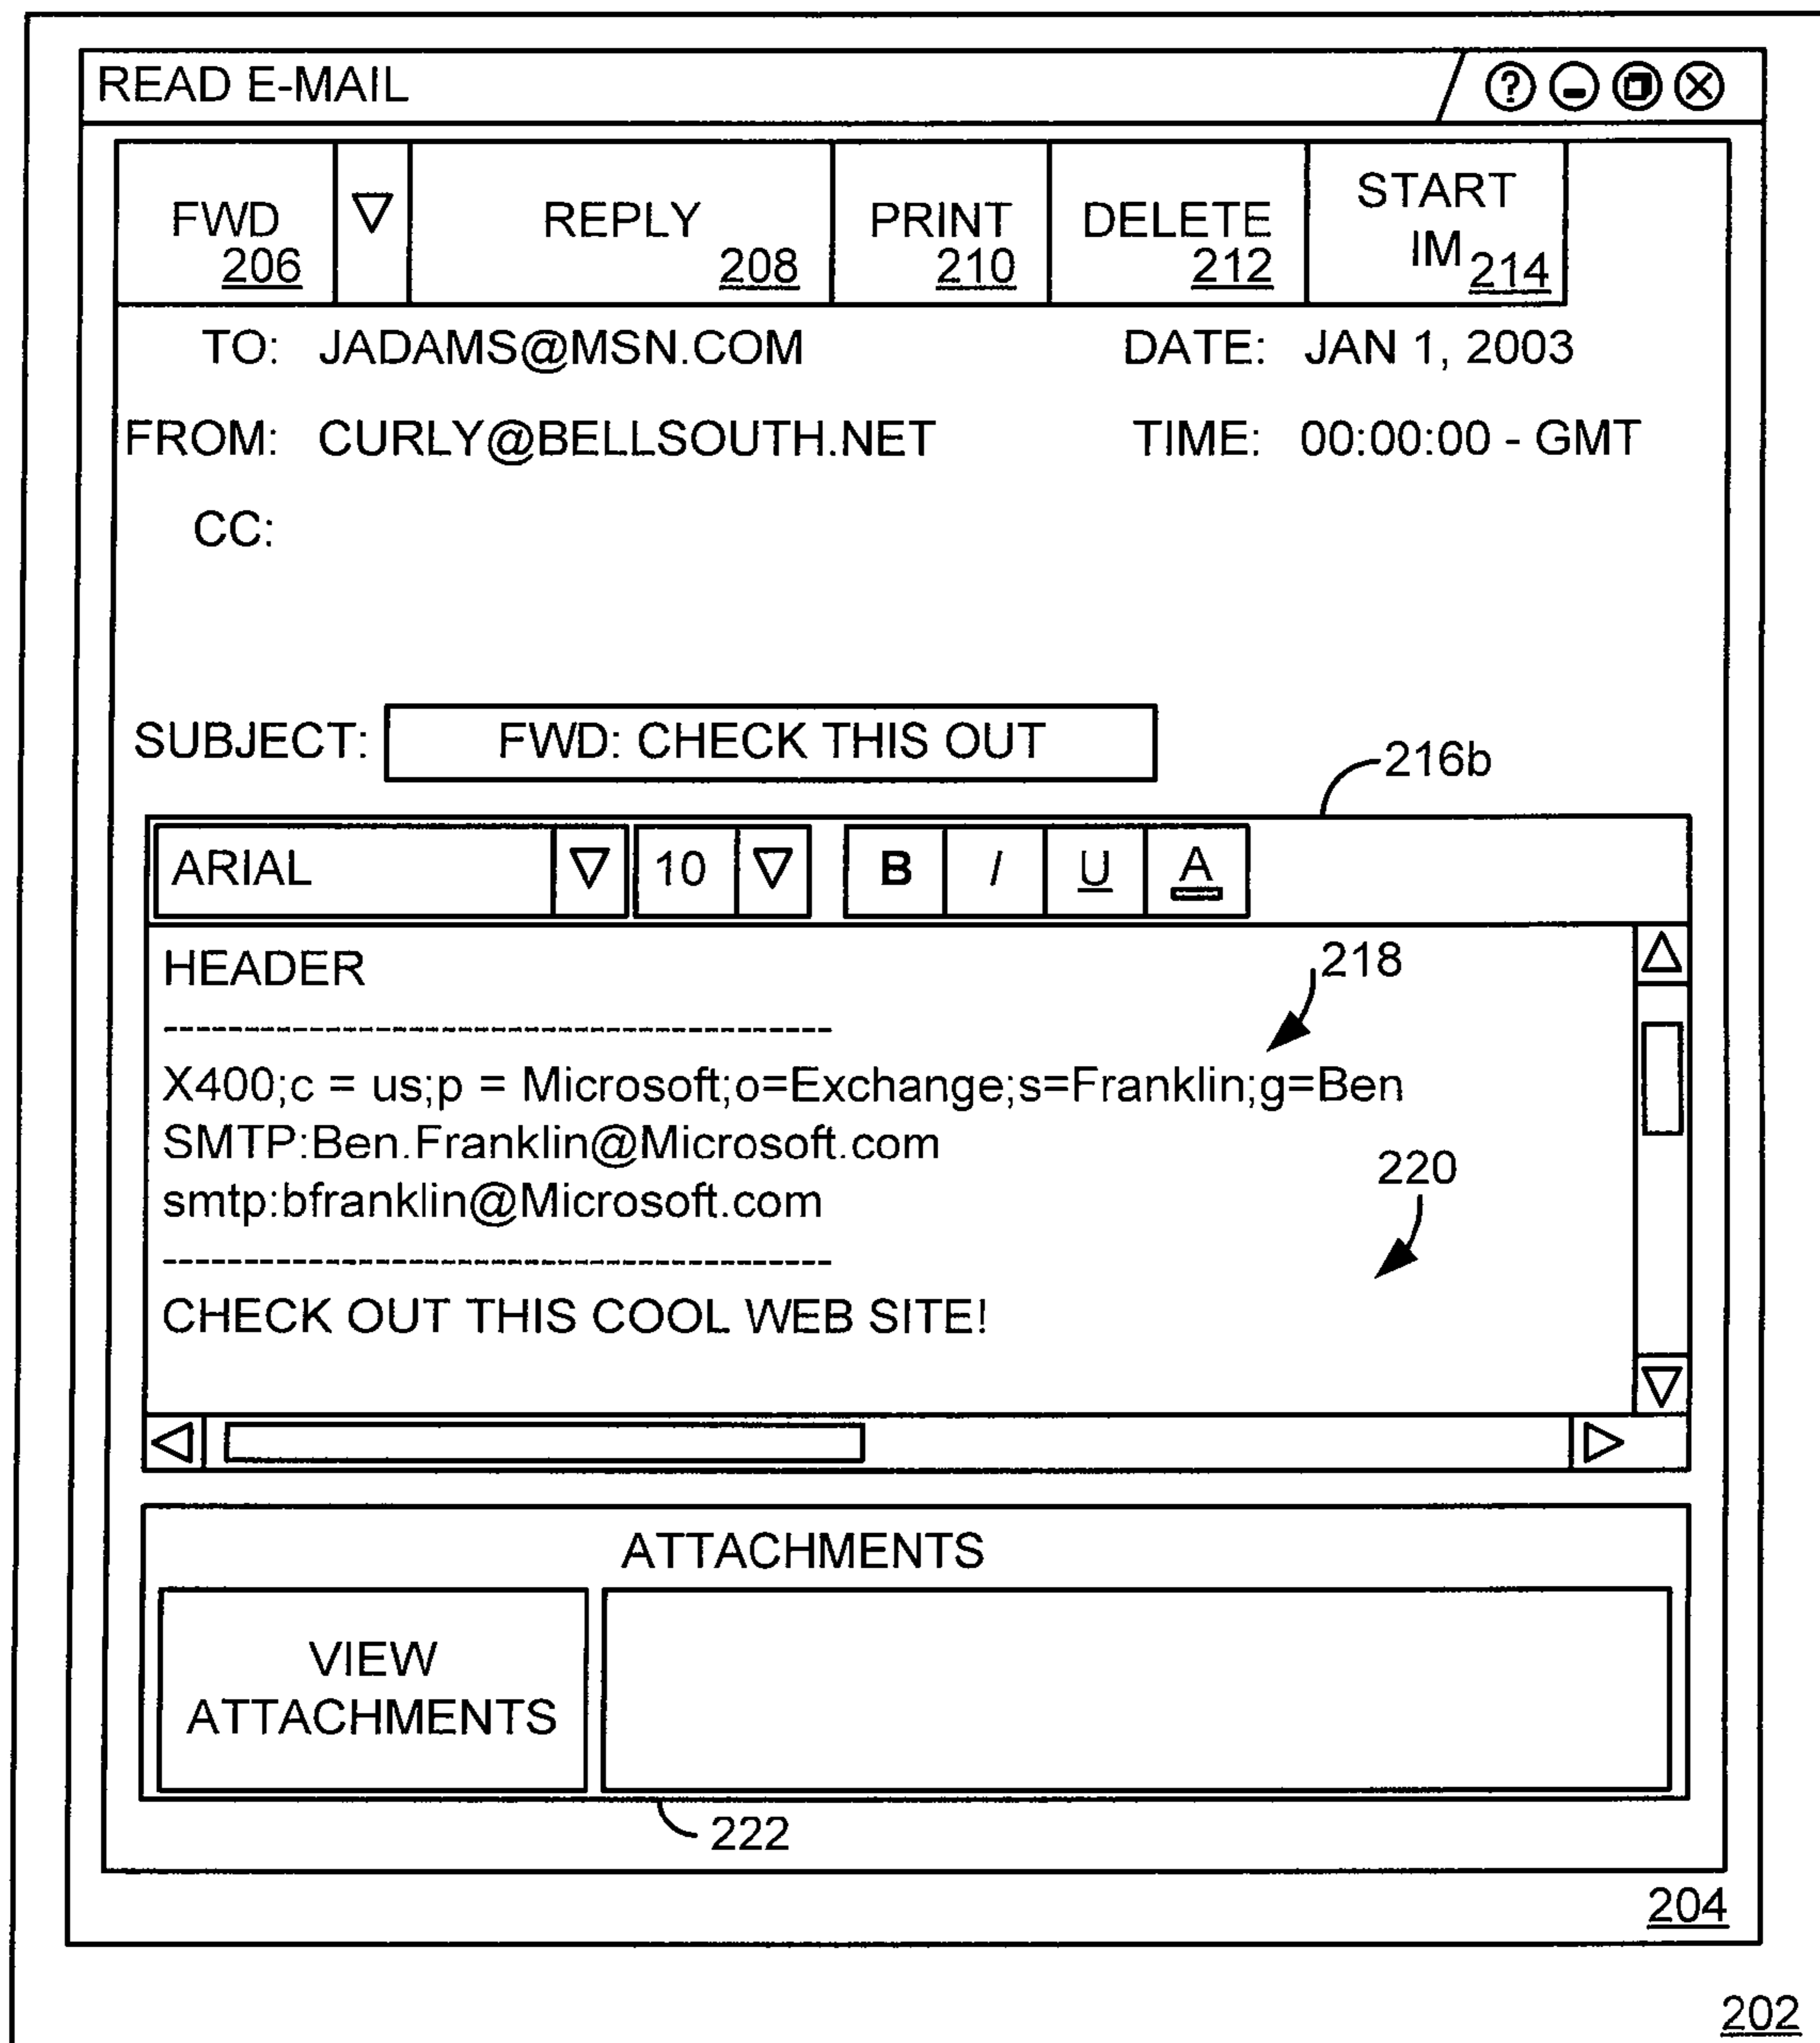 READ E-MAIL
FWD
206
REPLY
208
PRINT
210
DELETE
212
START
IM
214
TO: JADAMS@MSN.COM DATE: JAN 1, 2003
FROM: CURLY@BELLSOUTH.NET TIME: 00:00:00 - GMT
CC:
SUBJECT: FWD: CHECK THIS OUT
216b
ARIAL 10 B I U A
HEADER
218
----------------------------------------------
X400;c = us;p = Microsoft;o=Exchange;s=Franklin;g=Ben
SMTP:Ben.Franklin@Microsoft.com
220
smtp:bfranklin@Microsoft.com
----------------------------------------------
CHECK OUT THIS COOL WEB SITE!
ATTACHMENTS
VIEW
ATTACHMENTS
222
204
202